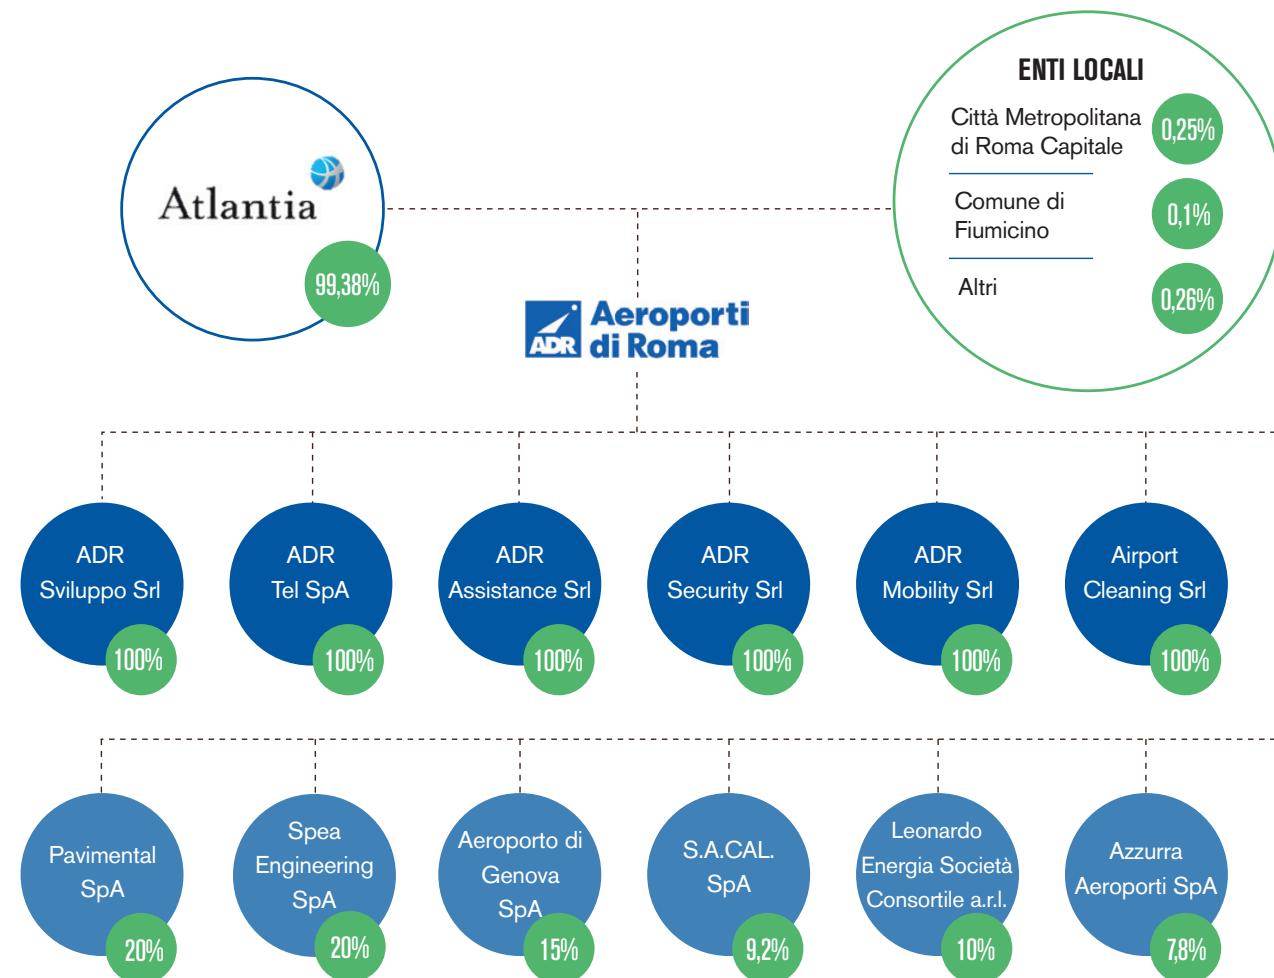 Atlantia
99,38%
ENTI LOCALI
Città Metropolitana
di Roma Capitale
0,25%
Comune di
Fiumicino
0,1%
Altri
0,26%
ADR
Aeroporti
di Roma
ADR
Sviluppo Srl
100%
ADR
Tel SpA
100%
ADR
Assistance Srl
100%
ADR
Security Srl
100%
ADR
Mobility Srl
100%
Airport
Cleaning Srl
100%
Pavimental
SpA
20%
Spea
Engineering
SpA
20%
Aeroporto di
Genova
SpA
15%
S.A.CAL.
SpA
9,2%
Leonardo
Energia Società
Consortile a.r.l.
10%
Azzurra
Aeroporti SpA
7,8%